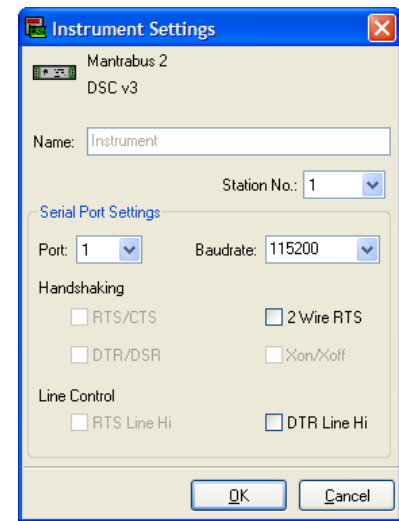 Instrument Settings
Mantrabus 2
DSC v3
Name: Instrument
Station No.: 1
Serial Port Settings
Port: 1 Baudrate: 115200
Handshaking
RTS/CTS 2 Wire RTS
DTR/DSR Xon/Xoff
Line Control
RTS Line Hi DTR Line Hi
OK Cancel